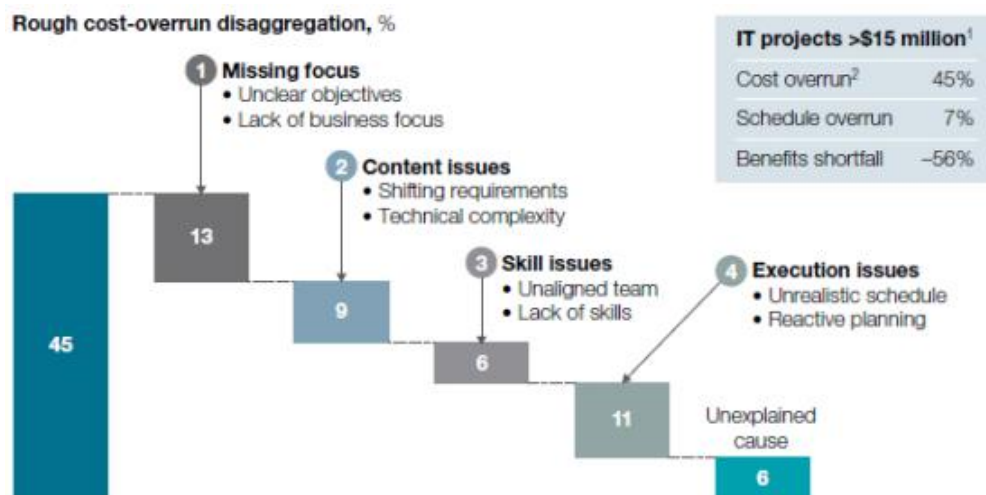 Rough cost-overrun disaggregation, %
IT projects >$15 million¹
Cost overrun² 45%
Schedule overrun 7%
Benefits shortfall –56%
1 Missing focus
• Unclear objectives
• Lack of business focus
2 Content issues
• Shifting requirements
• Technical complexity
3 Skill issues
• Unaligned team
• Lack of skills
4 Execution issues
• Unrealistic schedule
• Reactive planning
45
13
9
6
11
Unexplained
cause
6